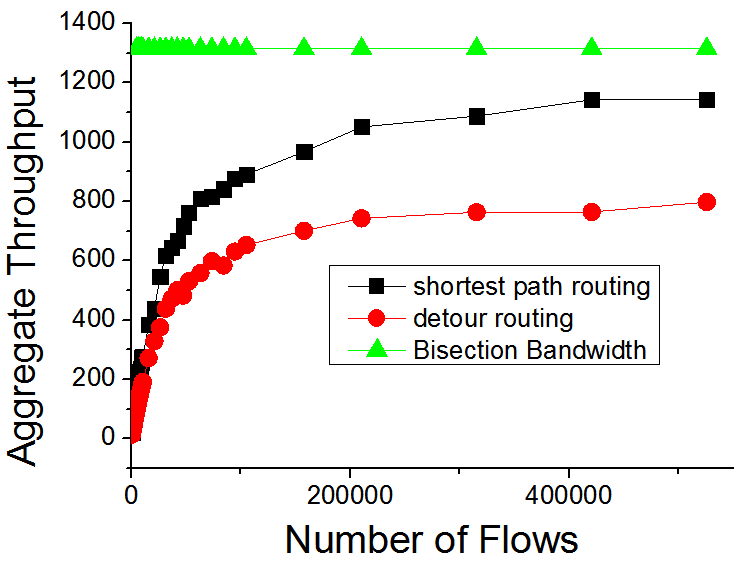 1400
1200
1000
800
600
400
200
0
Aggregate Throughput
shortest path routing
detour routing
Bisection Bandwidth
0 200000 400000
Number of Flows